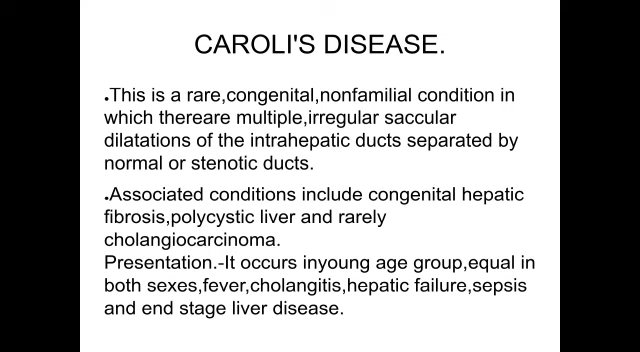 CAROLI'S DISEASE.
●This is a rare,congenital,nonfamilial condition in
which thereare multiple,irregular saccular
dilatations of the intrahepatic ducts separated by
normal or stenotic ducts.
●Associated conditions include congenital hepatic
fibrosis,polycystic liver and rarely
cholangiocarcinoma.
Presentation.-It occurs inyoung age group,equal in
both sexes,fever,cholangitis,hepatic failure,sepsis
and end stage liver disease.